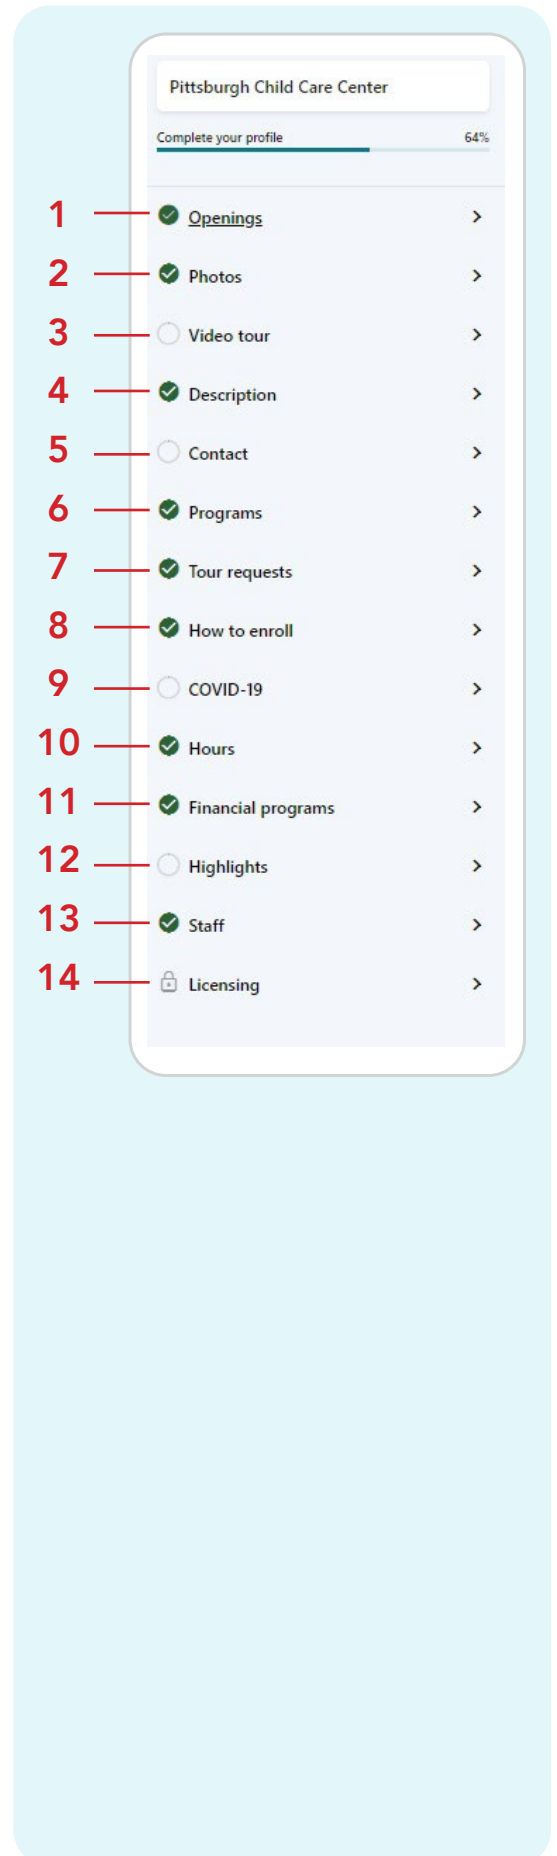 Pittsburgh Child Care Center
Complete your profile 64%
1 Openings
2 Photos
3 Video tour
4 Description
5 Contact
6 Programs
7 Tour requests
8 How to enroll
9 COVID-19
10 Hours
11 Financial programs
12 Highlights
13 Staff
14 Licensing